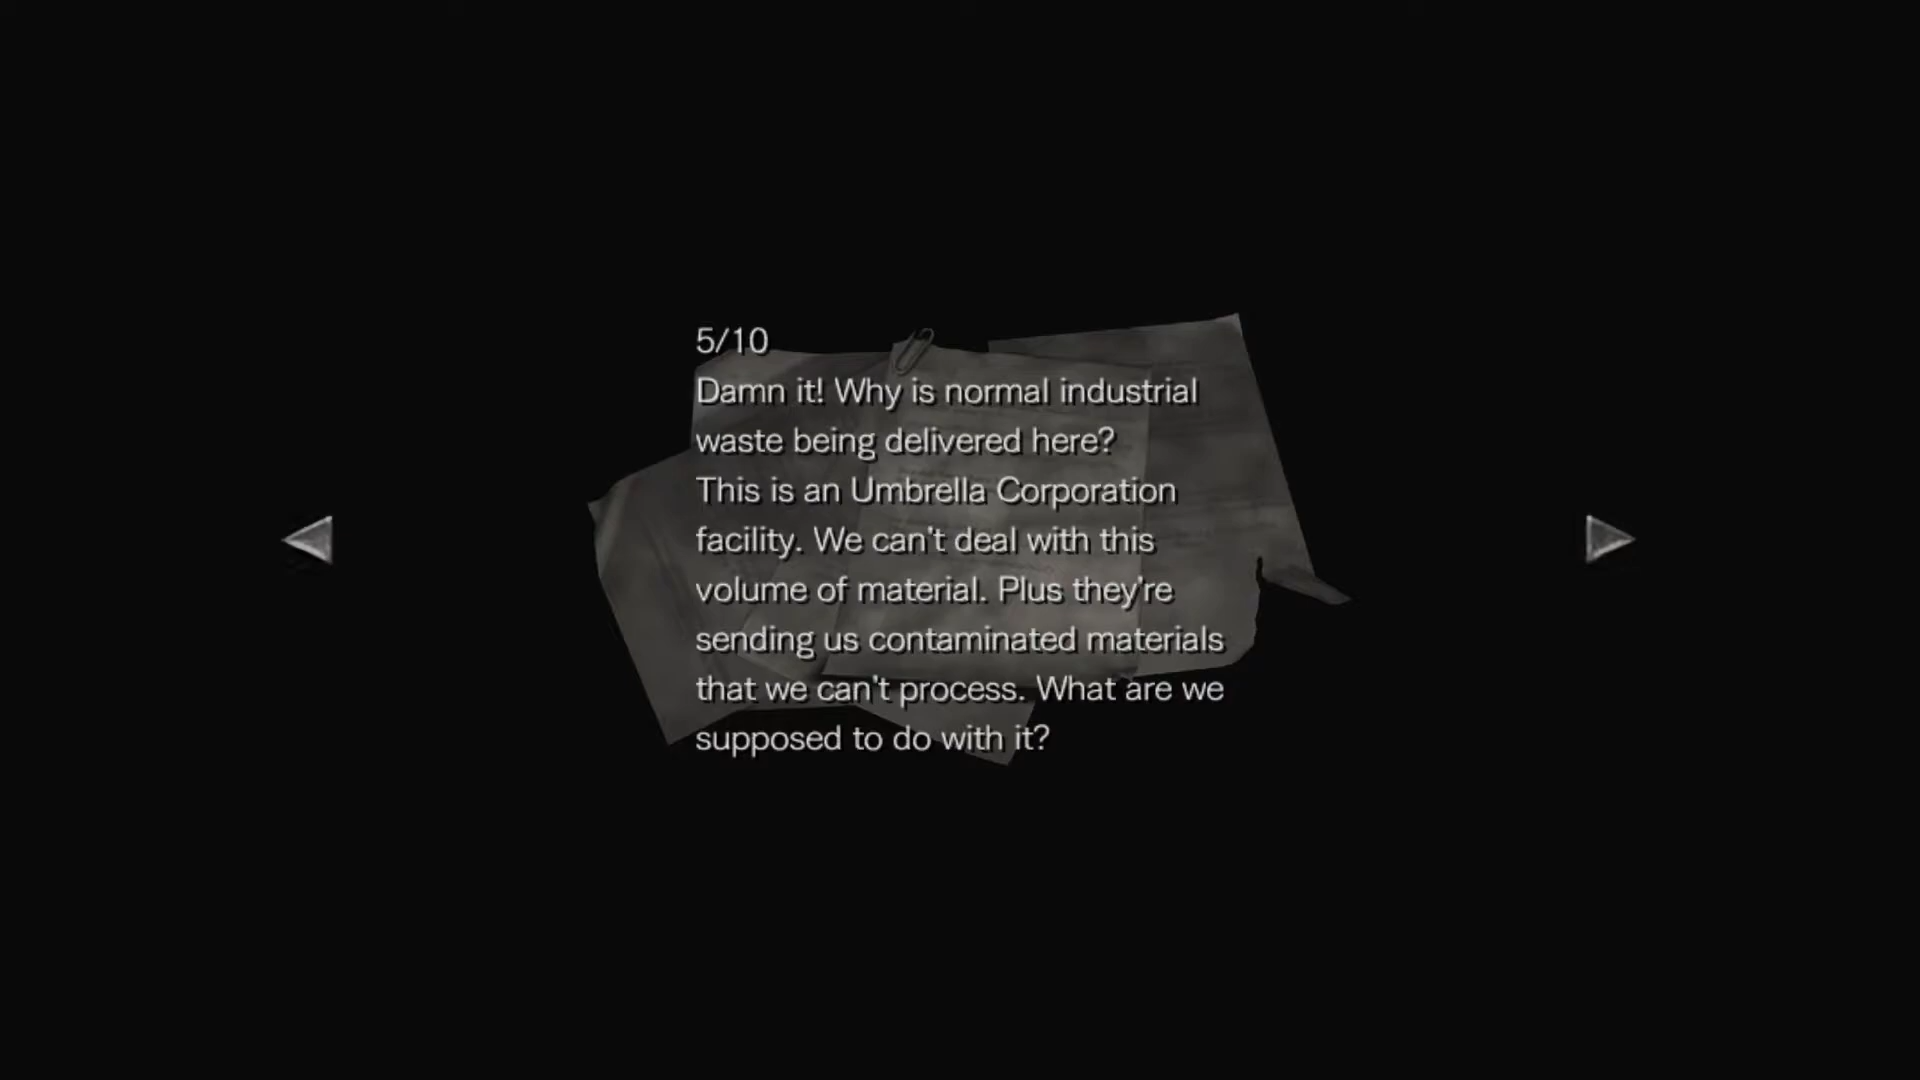 5/10
Damn it! Why is normal industrial
waste being delivered here?
This is an Umbrella Corporation
facility. We can't deal with this
volume of material. Plus they're
sending us contaminated materials
that we can't process. What are we
supposed to do with it?